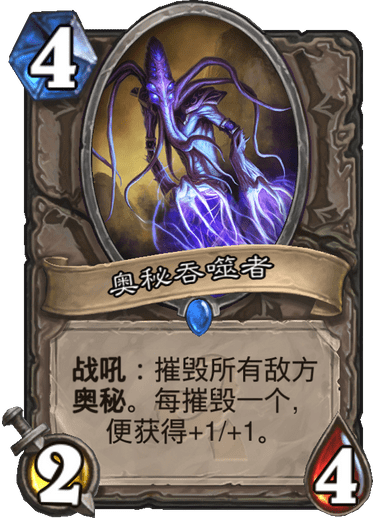 4
奥秘吞噬者
战吼：摧毁所有敌方
奥秘。每摧毁一个，
便获得+1/+1。
2
4